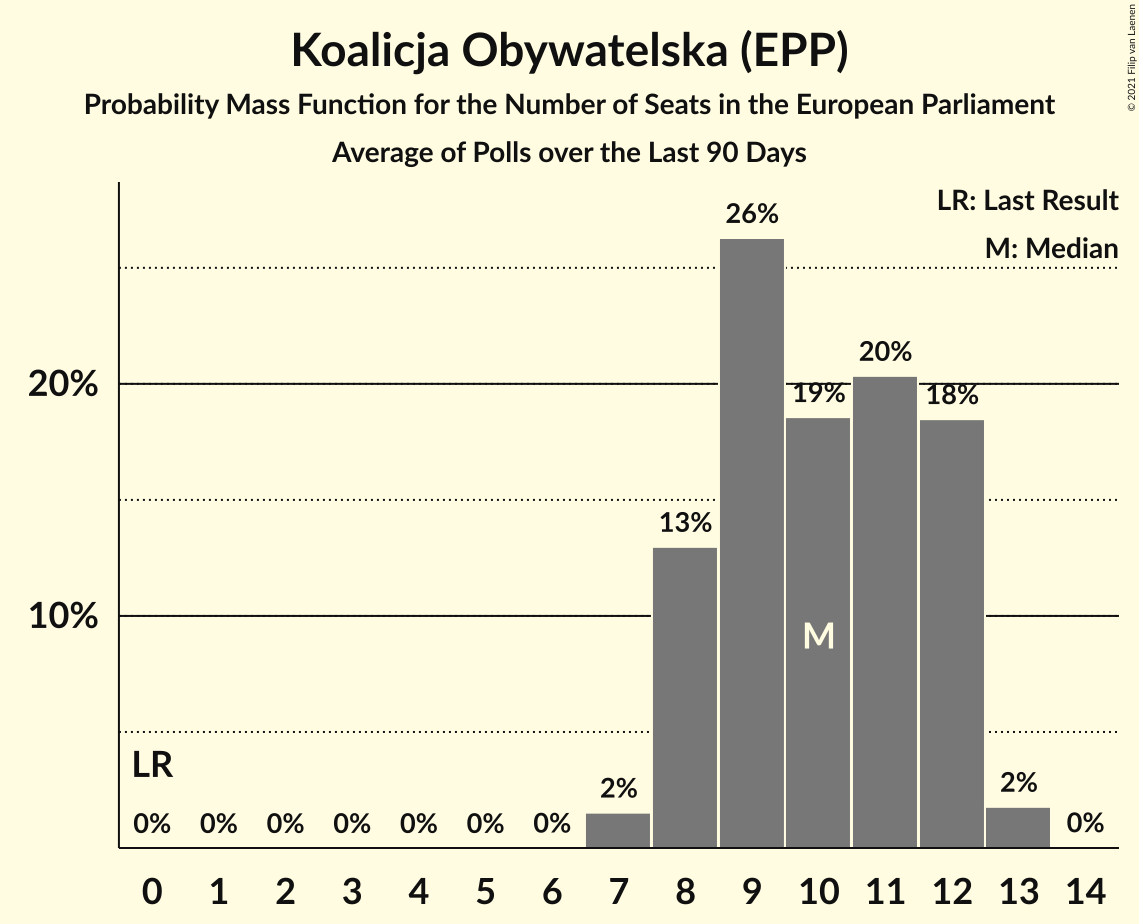 Koalicja Obywatelska (EPP)
Probability Mass Function for the Number of Seats in the European Parliament
Average of Polls over the Last 90 Days
© 2021 Filip van Laenen
LR: Last Result
M: Median
26%
20%
20%
19%
18%
13%
10%
M
LR
2%
2%
0%
0%
0%
0%
0%
0%
0%
0%
0 1 2 3 4 5 6 7 8 9 10 11 12 13 14